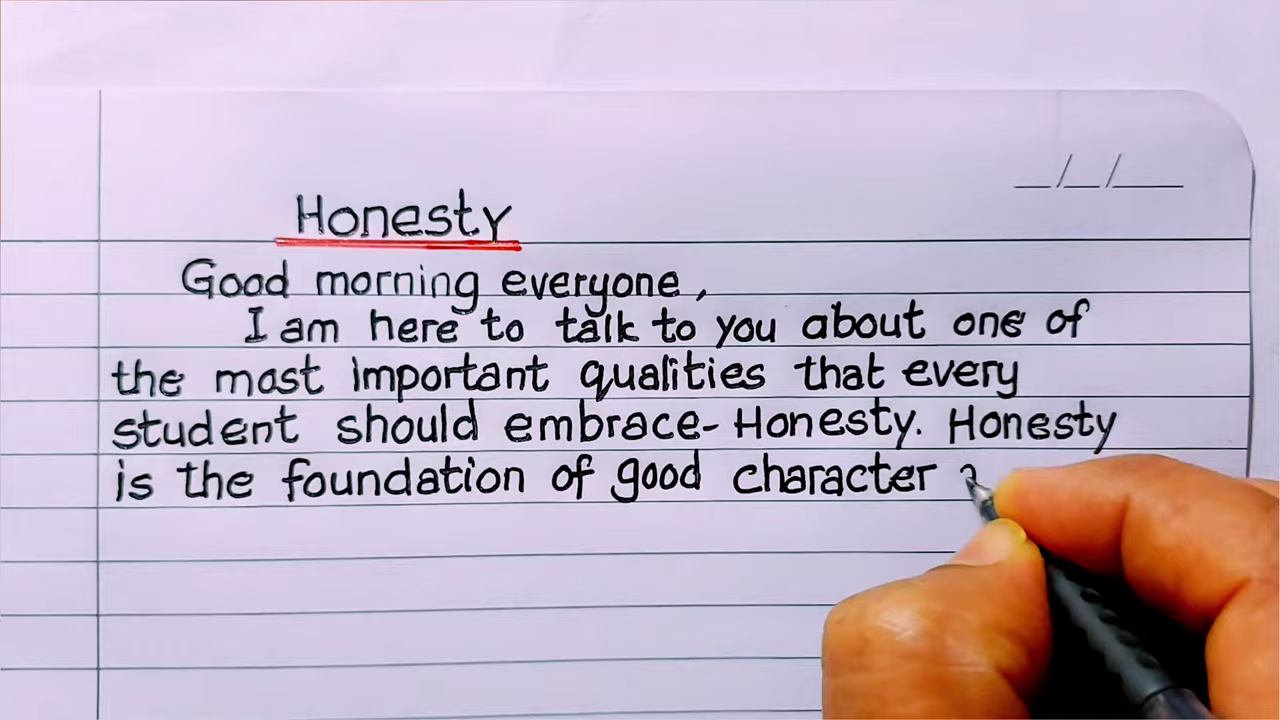 Honesty
Good morning everyone,
I am here to talk to you about one of
the most important qualities that every
student should embrace- Honesty. Honesty
is the foundation of good character